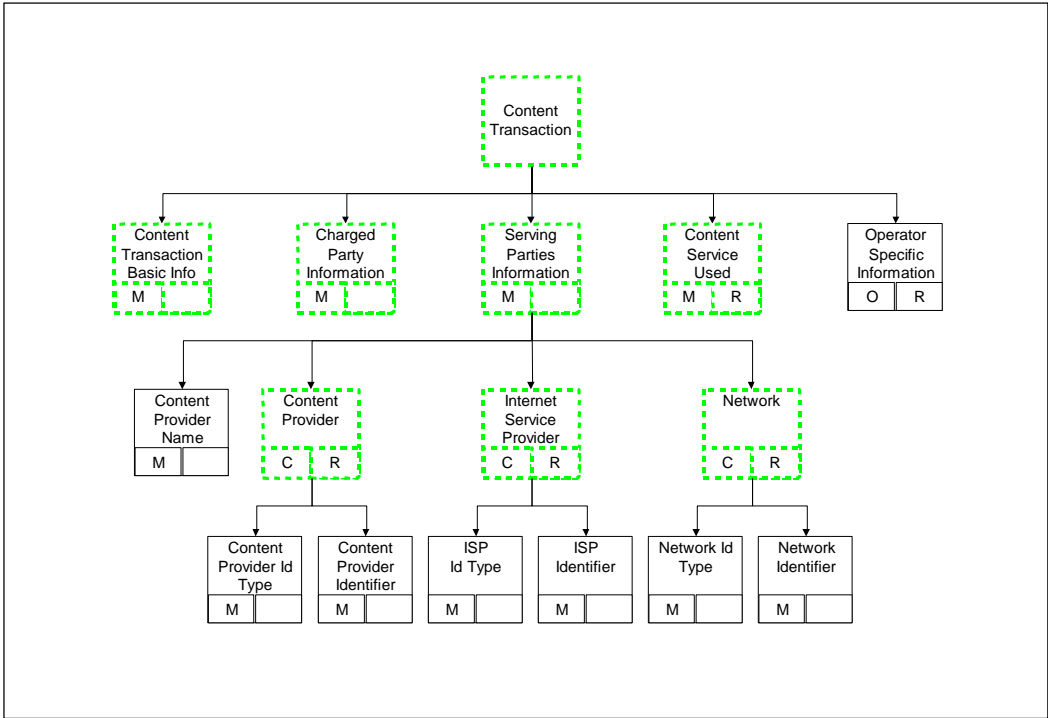 Content
Transaction
Content
Transaction
Basic Info
M
Charged
Party
Information
M
Serving
Parties
Information
M
Content
Service
Used
M R
Operator
Specific
Information
O R
Content
Provider
Name
M
Content
Provider
C R
Internet
Service
Provider
C R
Network
C R
Content
Provider Id
Type
M
Content
Provider
Identifier
M
ISP
Id Type
M
ISP
Identifier
M
Network Id
Type
M
Network
Identifier
M